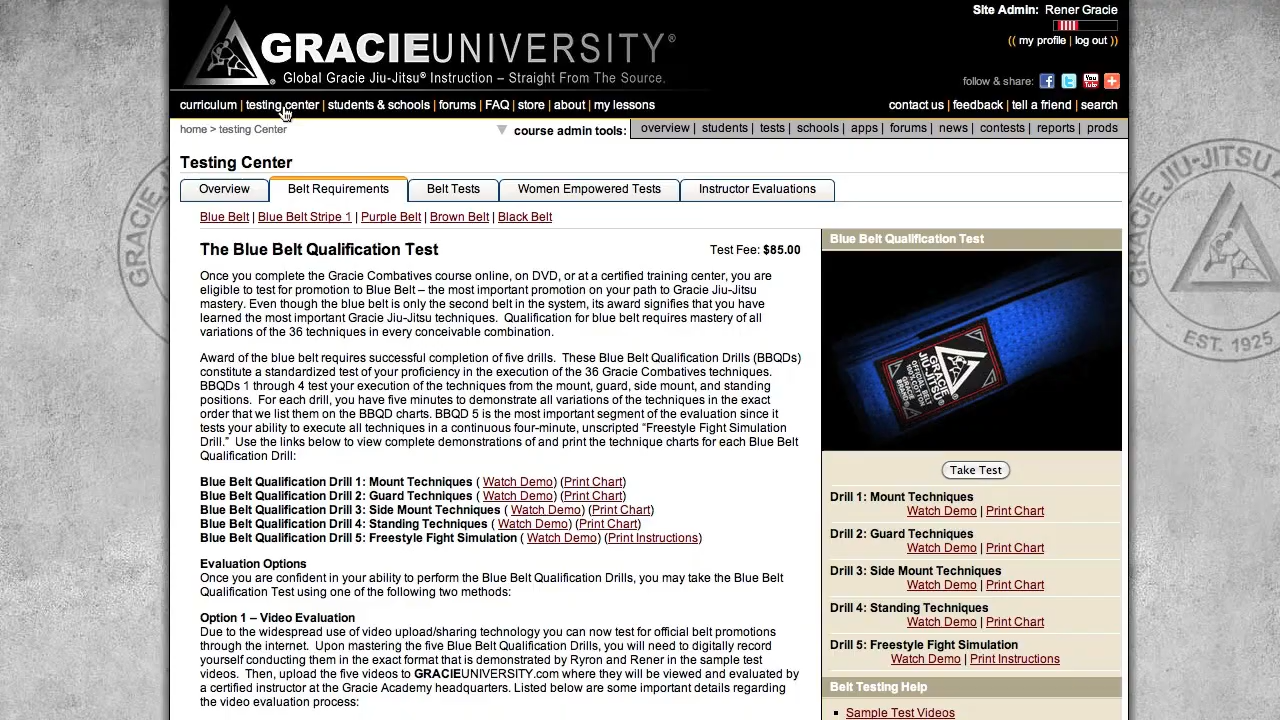 Site Admin: Rener Gracie
(( my profile | log out ))
GRACIEUNIVERSITY®
Global Gracie Jiu-Jitsu® Instruction – Straight From The Source.
follow & share:
curriculum | testing center | students & schools | forums | FAQ | store | about | my lessons
contact us | feedback | tell a friend | search
home > testing Center
course admin tools: overview | students | tests | schools | apps | forums | news | contests | reports | prods
Testing Center
Overview
Belt Requirements
Belt Tests
Women Empowered Tests
Instructor Evaluations
Blue Belt | Blue Belt Stripe 1 | Purple Belt | Brown Belt | Black Belt
The Blue Belt Qualification Test
Test Fee: $85.00
Once you complete the Gracie Combatives course online, on DVD, or at a certified training center, you are
eligible to test for promotion to Blue Belt – the most important promotion on your path to Gracie Jiu-Jitsu
mastery. Even though the blue belt is only the second belt in the system, its award signifies that you have
learned the most important Gracie Jiu-Jitsu techniques. Qualification for blue belt requires mastery of all
variations of the 36 techniques in every conceivable combination.
Award of the blue belt requires successful completion of five drills. These Blue Belt Qualification Drills (BBQDs)
constitute a standardized test of your proficiency in the execution of the 36 Gracie Combatives techniques.
BBQDs 1 through 4 test your execution of the techniques from the mount, guard, side mount, and standing
positions. For each drill, you have five minutes to demonstrate all variations of the techniques in the exact
order that we list them on the BBQD charts. BBQD 5 is the most important segment of the evaluation since it
tests your ability to execute all techniques in a continuous four-minute, unscripted “Freestyle Fight Simulation
Drill.” Use the links below to view complete demonstrations of and print the technique charts for each Blue Belt
Qualification Drill:
Blue Belt Qualification Drill 1: Mount Techniques ( Watch Demo) (Print Chart)
Blue Belt Qualification Drill 2: Guard Techniques ( Watch Demo) (Print Chart)
Blue Belt Qualification Drill 3: Side Mount Techniques ( Watch Demo) (Print Chart)
Blue Belt Qualification Drill 4: Standing Techniques ( Watch Demo) (Print Chart)
Blue Belt Qualification Drill 5: Freestyle Fight Simulation ( Watch Demo) (Print Instructions)
Evaluation Options
Once you are confident in your ability to perform the Blue Belt Qualification Drills, you may take the Blue Belt
Qualification Test using one of the following two methods:
Option 1 – Video Evaluation
Due to the widespread use of video upload/sharing technology you can now test for official belt promotions
through the internet. Upon mastering the five Blue Belt Qualification Drills, you will need to digitally record
yourself conducting them in the exact format that is demonstrated by Ryron and Rener in the sample test
videos. Then, upload the five videos to GRACIEUNIVERSITY.com where they will be viewed and evaluated by
a certified instructor at the Gracie Academy headquarters. Listed below are some important details regarding
the video evaluation process:
Blue Belt Qualification Test
GRACIE
JIU-JITSU
Take Test
Drill 1: Mount Techniques
Watch Demo | Print Chart
Drill 2: Guard Techniques
Watch Demo | Print Chart
Drill 3: Side Mount Techniques
Watch Demo | Print Chart
Drill 4: Standing Techniques
Watch Demo | Print Chart
Drill 5: Freestyle Fight Simulation
Watch Demo | Print Instructions
Belt Testing Help
Sample Test Videos
GRACIE JIU-JITSU
EST. 1925